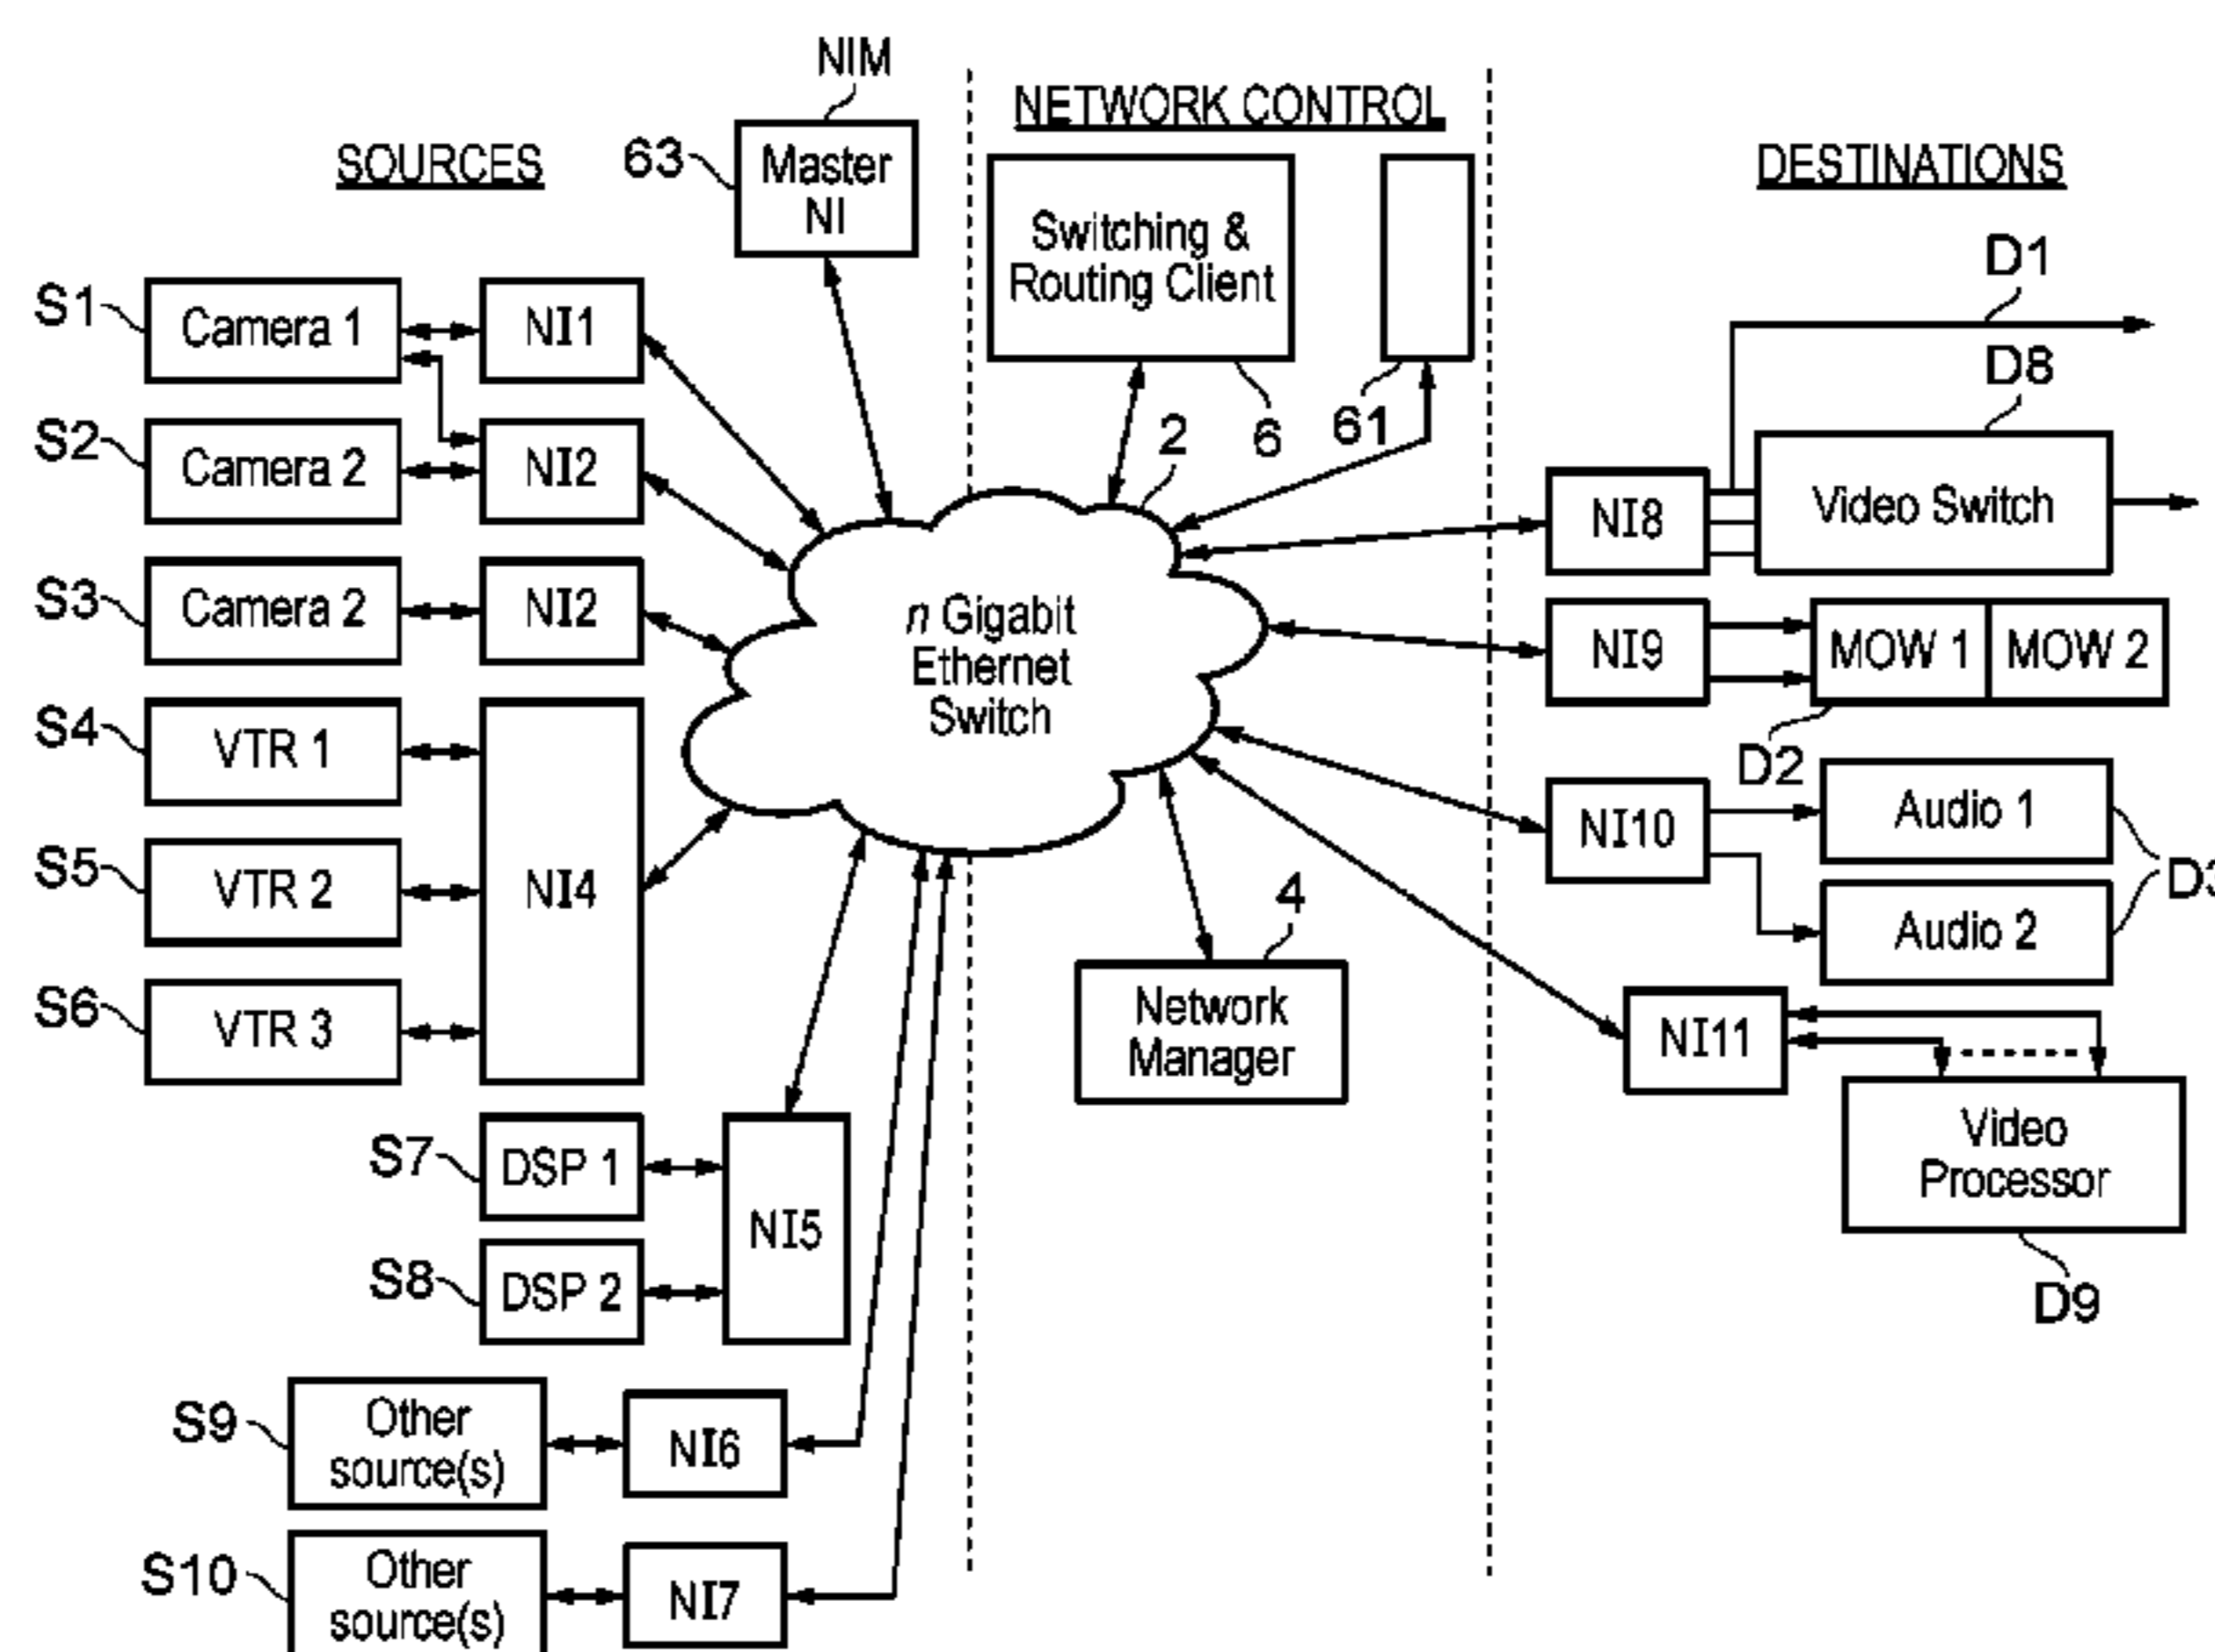 NIM
NETWORK CONTROL
SOURCES
63
Master
NI
DESTINATIONS
Switching &
Routing Client
D1
S1
Camera 1
NI1
D8
61
6
2
S2
Camera 2
NI2
NI8
Video Switch
S3
Camera 2
NI2
n Gigabit
Ethernet
Switch
NI9
MOW 1
MOW 2
S4
VTR 1
D2
NI10
Audio 1
D3
S5
VTR 2
NI4
4
Audio 2
S6
VTR 3
Network
Manager
NI11
S7
DSP 1
NI5
Video
Processor
S8
DSP 2
D9
S9
Other
source(s)
NI6
S10
Other
source(s)
NI7